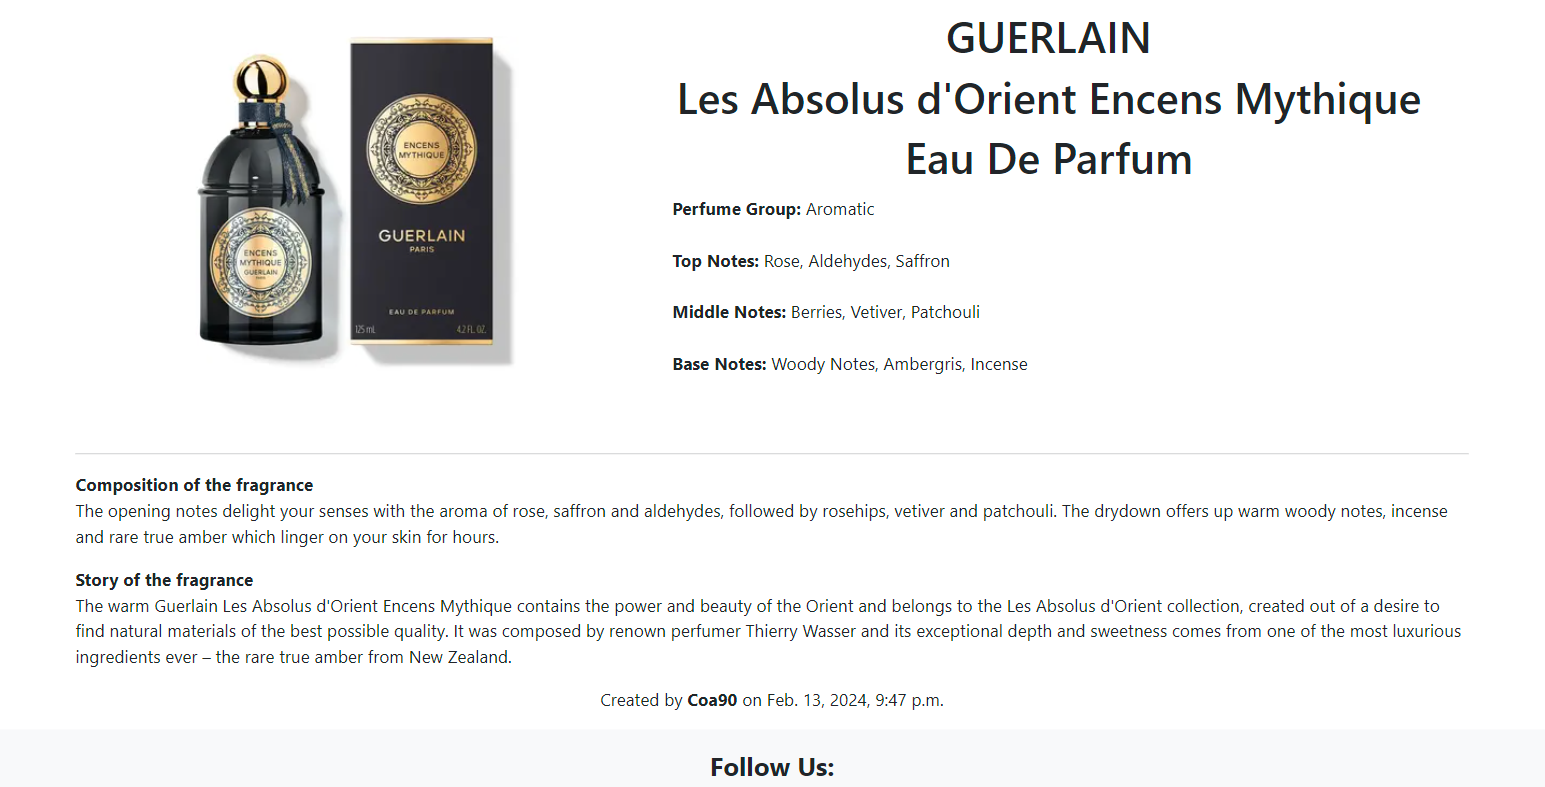 GUERLAIN
Les Absolus d'Orient Encens Mythique
Eau De Parfum
ENCENS
MYTHIQUE
GUERLAIN
PARIS
EAU DE PARFUM
125 mL 4.2 FL. OZ.
ENCENS
MYTHIQUE
GUERLAIN
PARIS
Perfume Group: Aromatic
Top Notes: Rose, Aldehydes, Saffron
Middle Notes: Berries, Vetiver, Patchouli
Base Notes: Woody Notes, Ambergris, Incense
Composition of the fragrance
The opening notes delight your senses with the aroma of rose, saffron and aldehydes, followed by rosehips, vetiver and patchouli. The drydown offers up warm woody notes, incense
and rare true amber which linger on your skin for hours.
Story of the fragrance
The warm Guerlain Les Absolus d'Orient Encens Mythique contains the power and beauty of the Orient and belongs to the Les Absolus d'Orient collection, created out of a desire to
find natural materials of the best possible quality. It was composed by renown perfumer Thierry Wasser and its exceptional depth and sweetness comes from one of the most luxurious
ingredients ever – the rare true amber from New Zealand.
Created by Coa90 on Feb. 13, 2024, 9:47 p.m.
Follow Us: